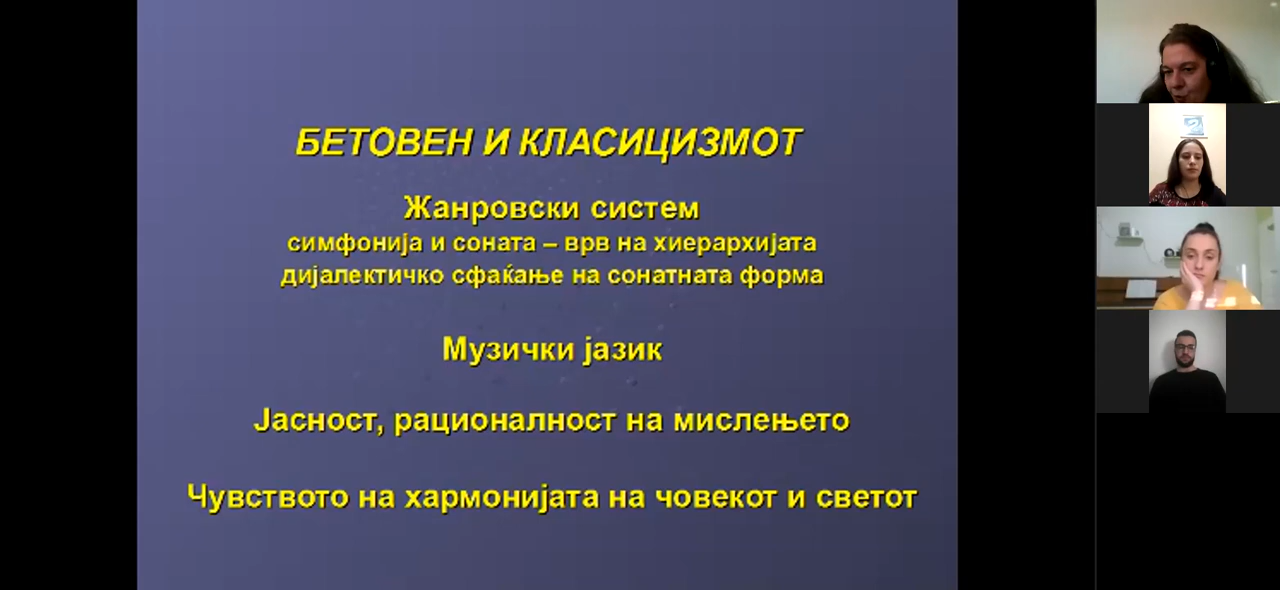 БЕТОВЕН И КЛАСИЦИЗМОТ
Жанровски систем
симфонија и соната – врв на хиерархијата
дијалектичко сфаќање на сонатната форма
Музички јазик
Јасност, рационалност на мислењето
Чувството на хармонијата на човекот и светот